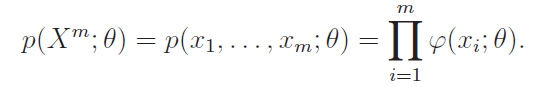 p(X^m; θ) = p(x_1, . . . , x_m; θ) = ∏_{i=1}^{m} φ(x_i; θ).